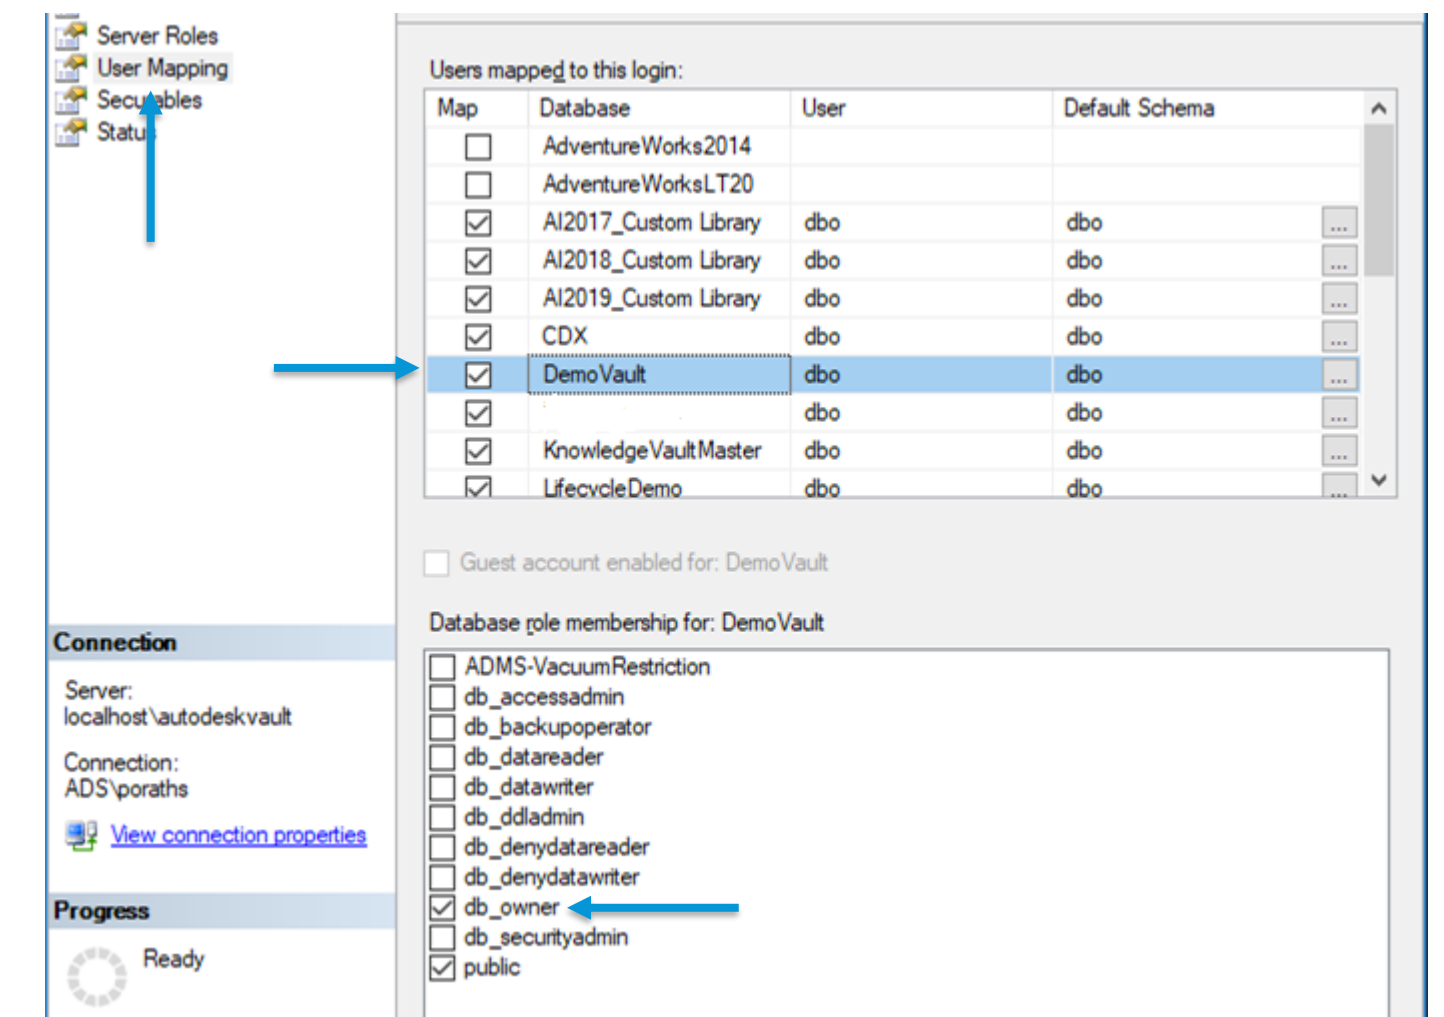 Server Roles
User Mapping
Securables
Status
Users mapped to this login:
Map Database User Default Schema
AdventureWorks2014
AdventureWorksLT20
AI2017_Custom Library dbo dbo ...
AI2018_Custom Library dbo dbo ...
AI2019_Custom Library dbo dbo ...
CDX dbo dbo ...
DemoVault dbo dbo ...
dbo dbo ...
KnowledgeVaultMaster dbo dbo ...
LifecycleDemo dbo dbo ...
Guest account enabled for: DemoVault
Database role membership for: DemoVault
ADMS-VacuumRestriction
db_accessadmin
db_backupoperator
db_datareader
db_datawriter
db_ddladmin
db_denydatareader
db_denydatawriter
db_owner
db_securityadmin
public
Connection
Server:
localhost\autodeskvault
Connection:
ADS\poraths
View connection properties
Progress
Ready